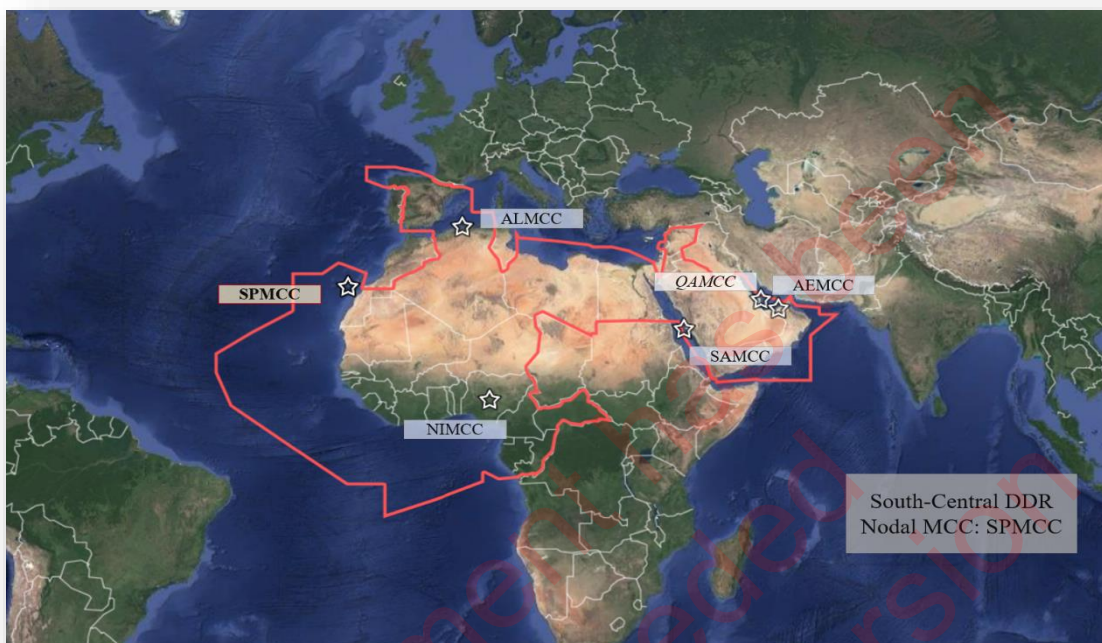 ALMCC
SPMCC
QAMCC
AEMCC
SAMCC
NIMCC
South-Central DDR
Nodal MCC: SPMCC